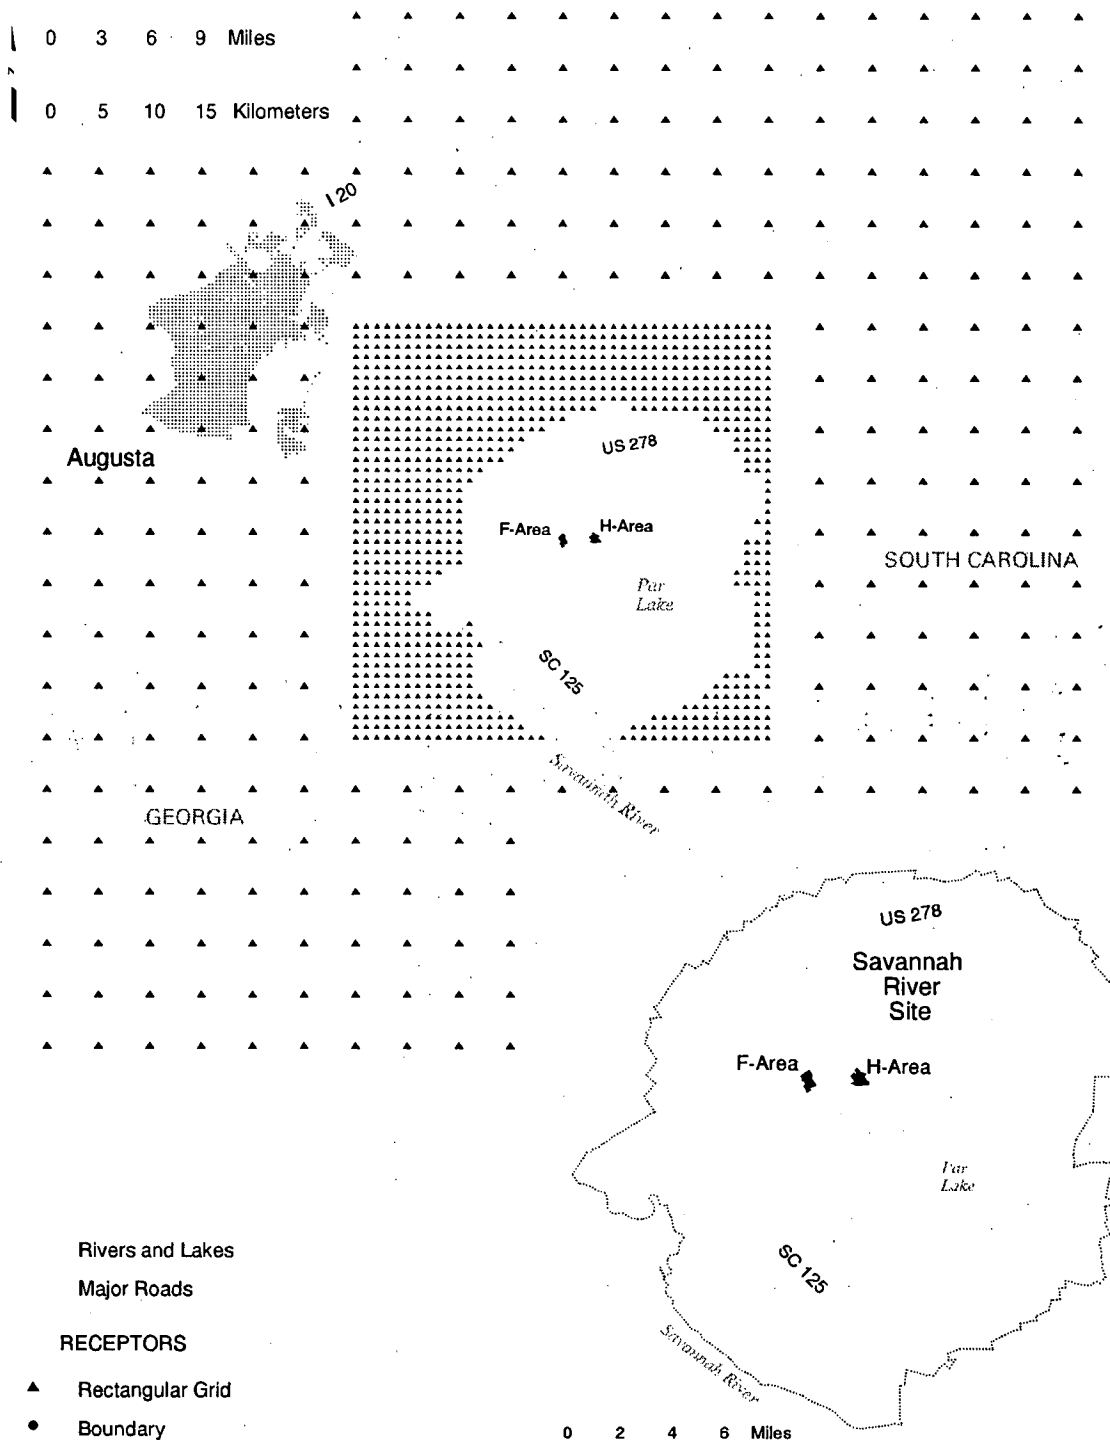 0 3 6 9 Miles
0 5 10 15 Kilometers
I 20
Augusta
US 278
F-Area
H-Area
SOUTH CAROLINA
Par
Lake
SC 125
Savannah River
GEORGIA
US 278
Savannah
River
Site
F-Area
H-Area
Par
Lake
SC 125
Savannah River
Rivers and Lakes
Major Roads
RECEPTORS
Rectangular Grid
Boundary
0 2 4 6 Miles